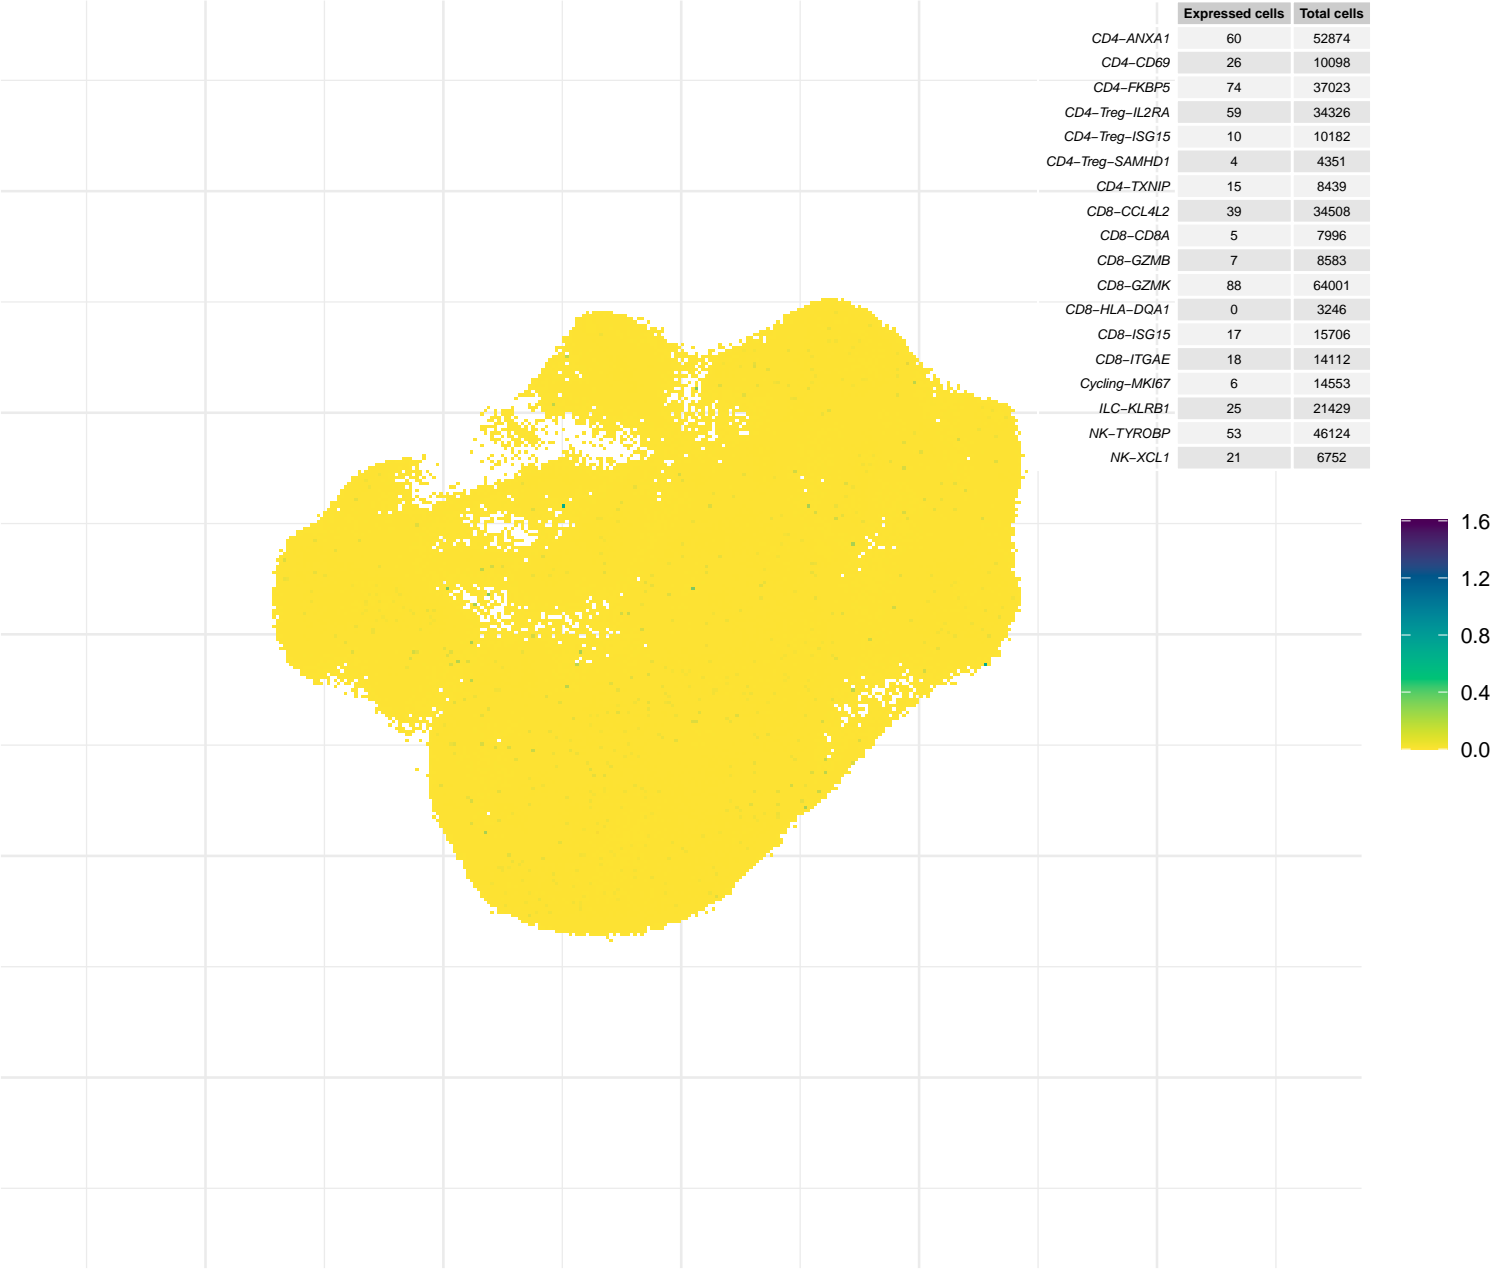 Expressed cells Total cells
CD4−ANXA1 60 52874
CD4−CD69 26 10098
CD4−FKBP5 74 37023
CD4−Treg−IL2RA 59 34326
CD4−Treg−ISG15 10 10182
CD4−Treg−SAMHD1 4 4351
CD4−TXNIP 15 8439
CD8−CCL4L2 39 34508
CD8−CD8A 5 7996
CD8−GZMB 7 8583
CD8−GZMK 88 64001
CD8−HLA−DQA1 0 3246
CD8−ISG15 17 15706
CD8−ITGAE 18 14112
Cycling−MKI67 6 14553
ILC−KLRB1 25 21429
NK−TYROBP 53 46124
NK−XCL1 21 6752
1.6
1.2
0.8
0.4
0.0